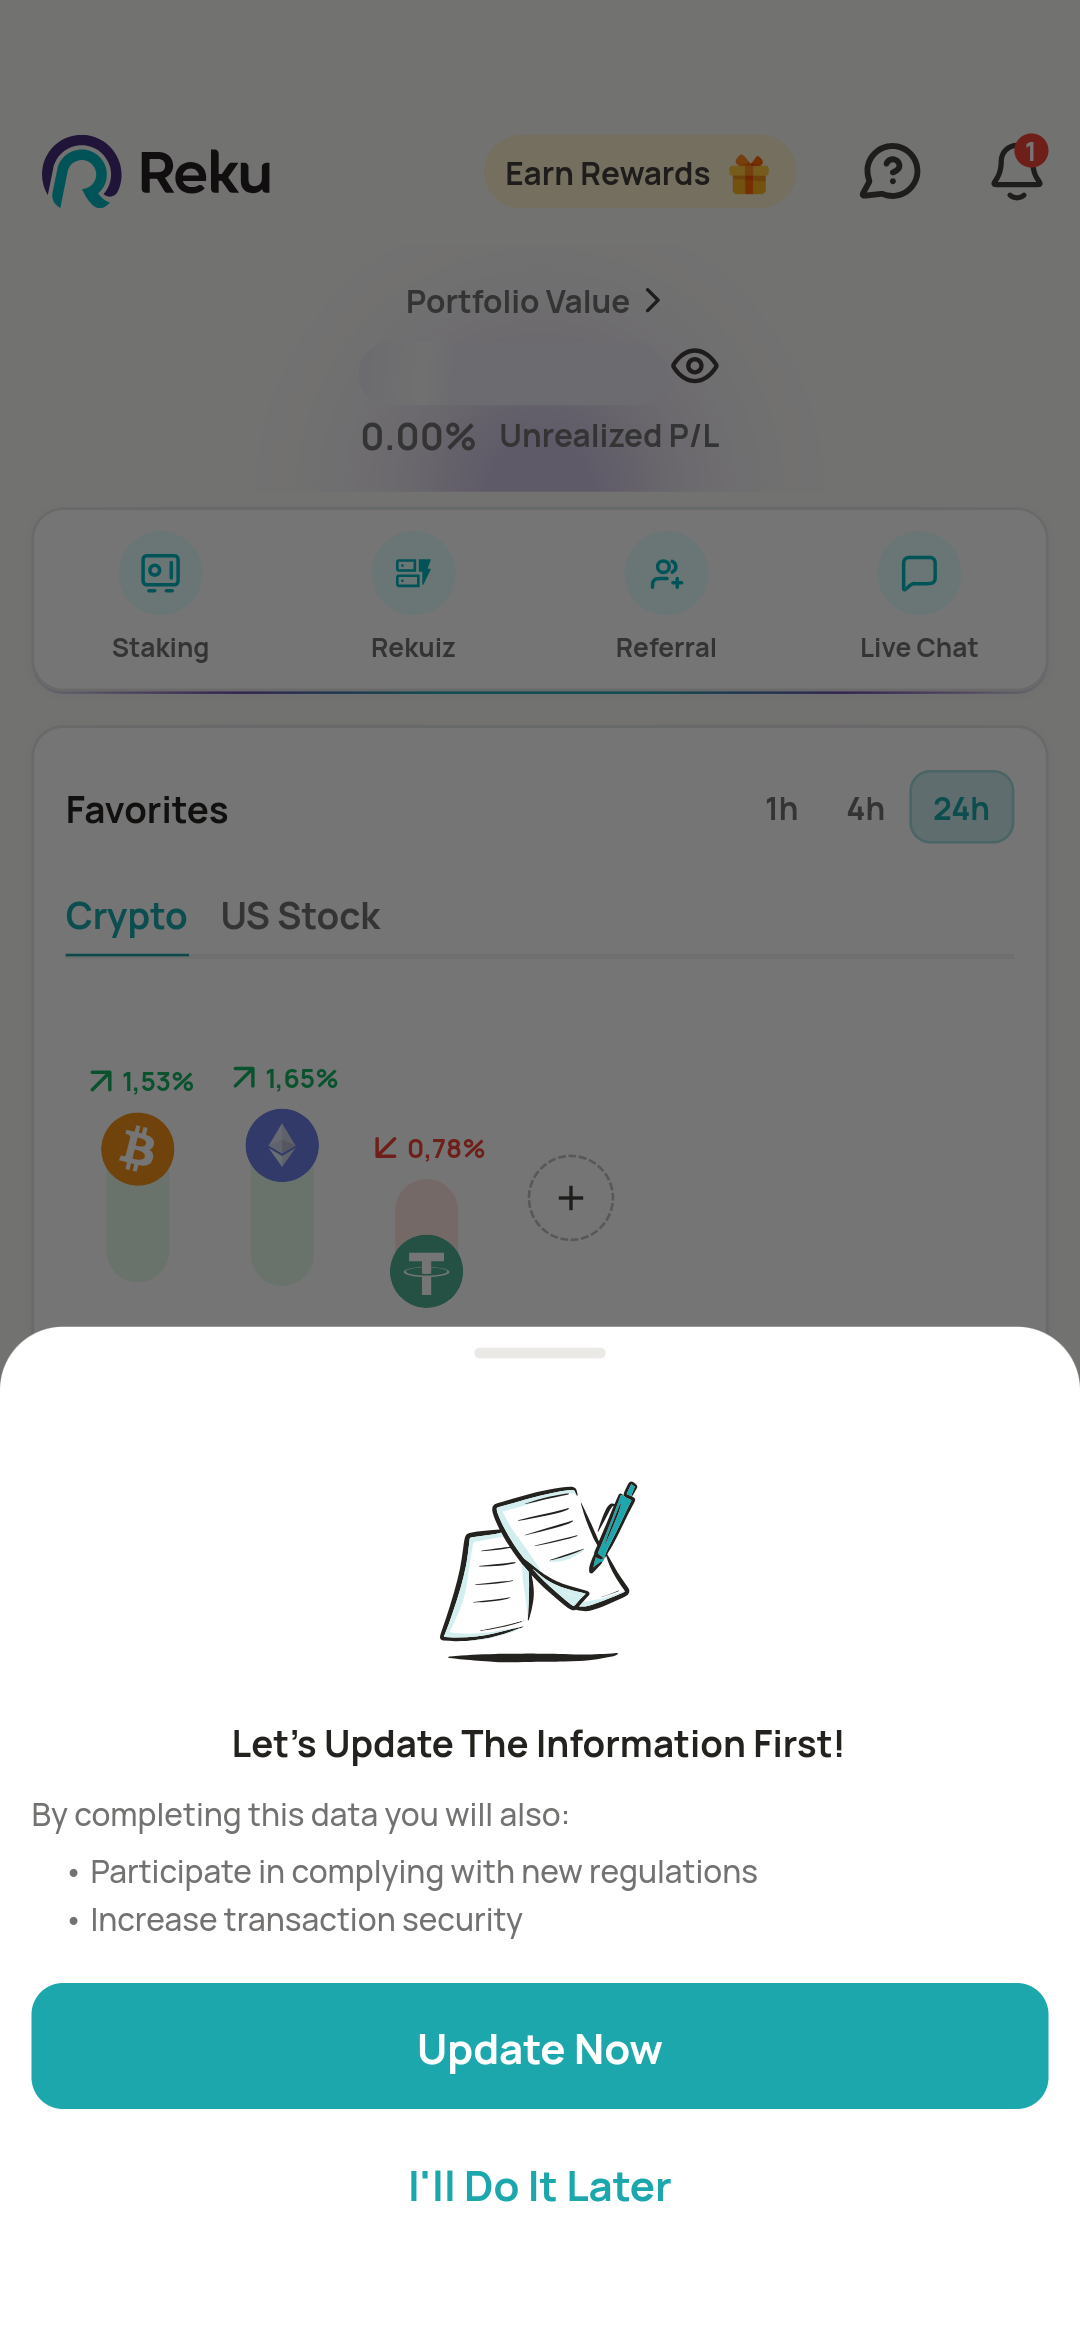 Reku
Earn Rewards
1
Portfolio Value
0.00% Unrealized P/L
Staking
Rekuiz
Referral
Live Chat
Favorites
1h
4h
24h
Crypto
US Stock
1,53%
1,65%
0,78%
Let's Update The Information First!
By completing this data you will also:
• Participate in complying with new regulations
• Increase transaction security
Update Now
I'll Do It Later